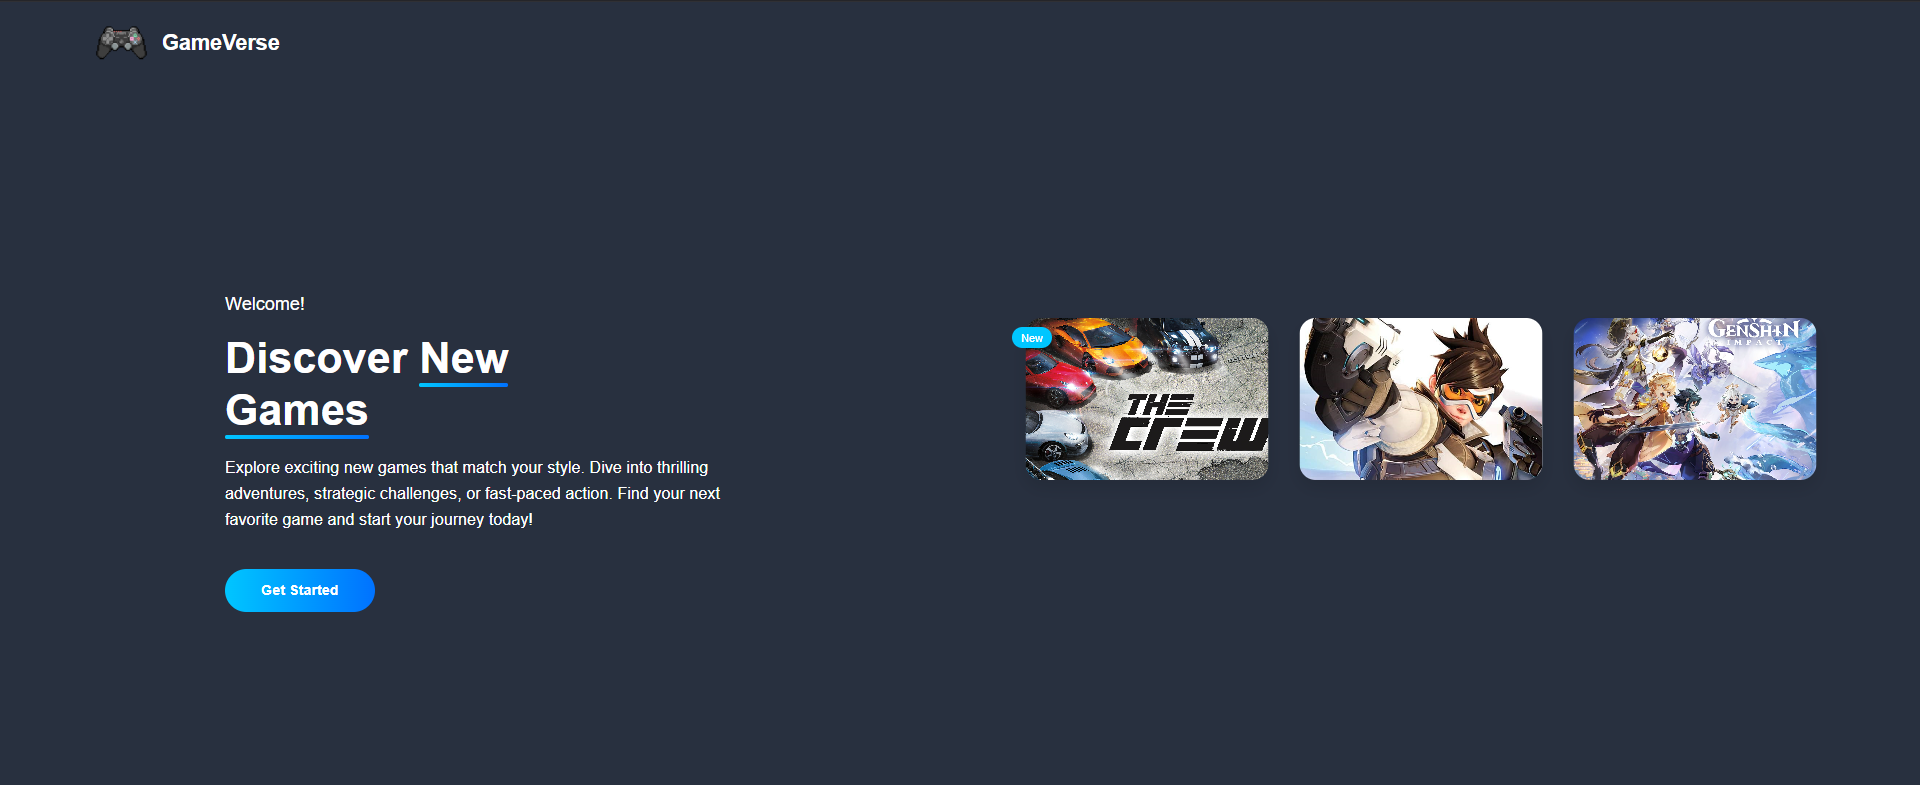 GameVerse
Welcome!
Discover New
Games
Explore exciting new games that match your style. Dive into thrilling
adventures, strategic challenges, or fast-paced action. Find your next
favorite game and start your journey today!
Get Started
New
THE
CREW
GENSHIN
IMPACT